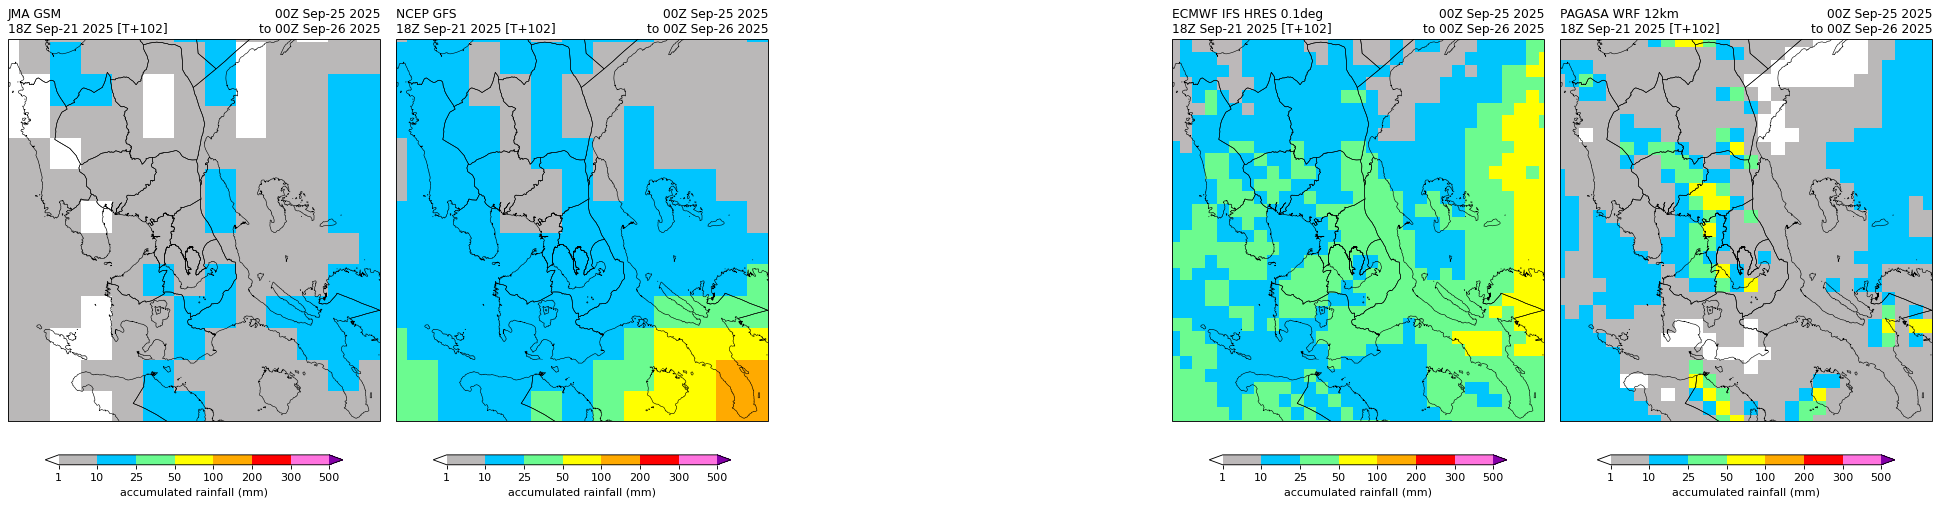 JMA GSM 00Z Sep-25 2025
18Z Sep-21 2025 [T+102] to 00Z Sep-26 2025
1 10 25 50 100 200 300 500
accumulated rainfall (mm)
NCEP GFS 00Z Sep-25 2025
18Z Sep-21 2025 [T+102] to 00Z Sep-26 2025
1 10 25 50 100 200 300 500
accumulated rainfall (mm)
ECMWF IFS HRES 0.1deg 00Z Sep-25 2025
18Z Sep-21 2025 [T+102] to 00Z Sep-26 2025
1 10 25 50 100 200 300 500
accumulated rainfall (mm)
PAGASA WRF 12km 00Z Sep-25 2025
18Z Sep-21 2025 [T+102] to 00Z Sep-26 2025
1 10 25 50 100 200 300 500
accumulated rainfall (mm)